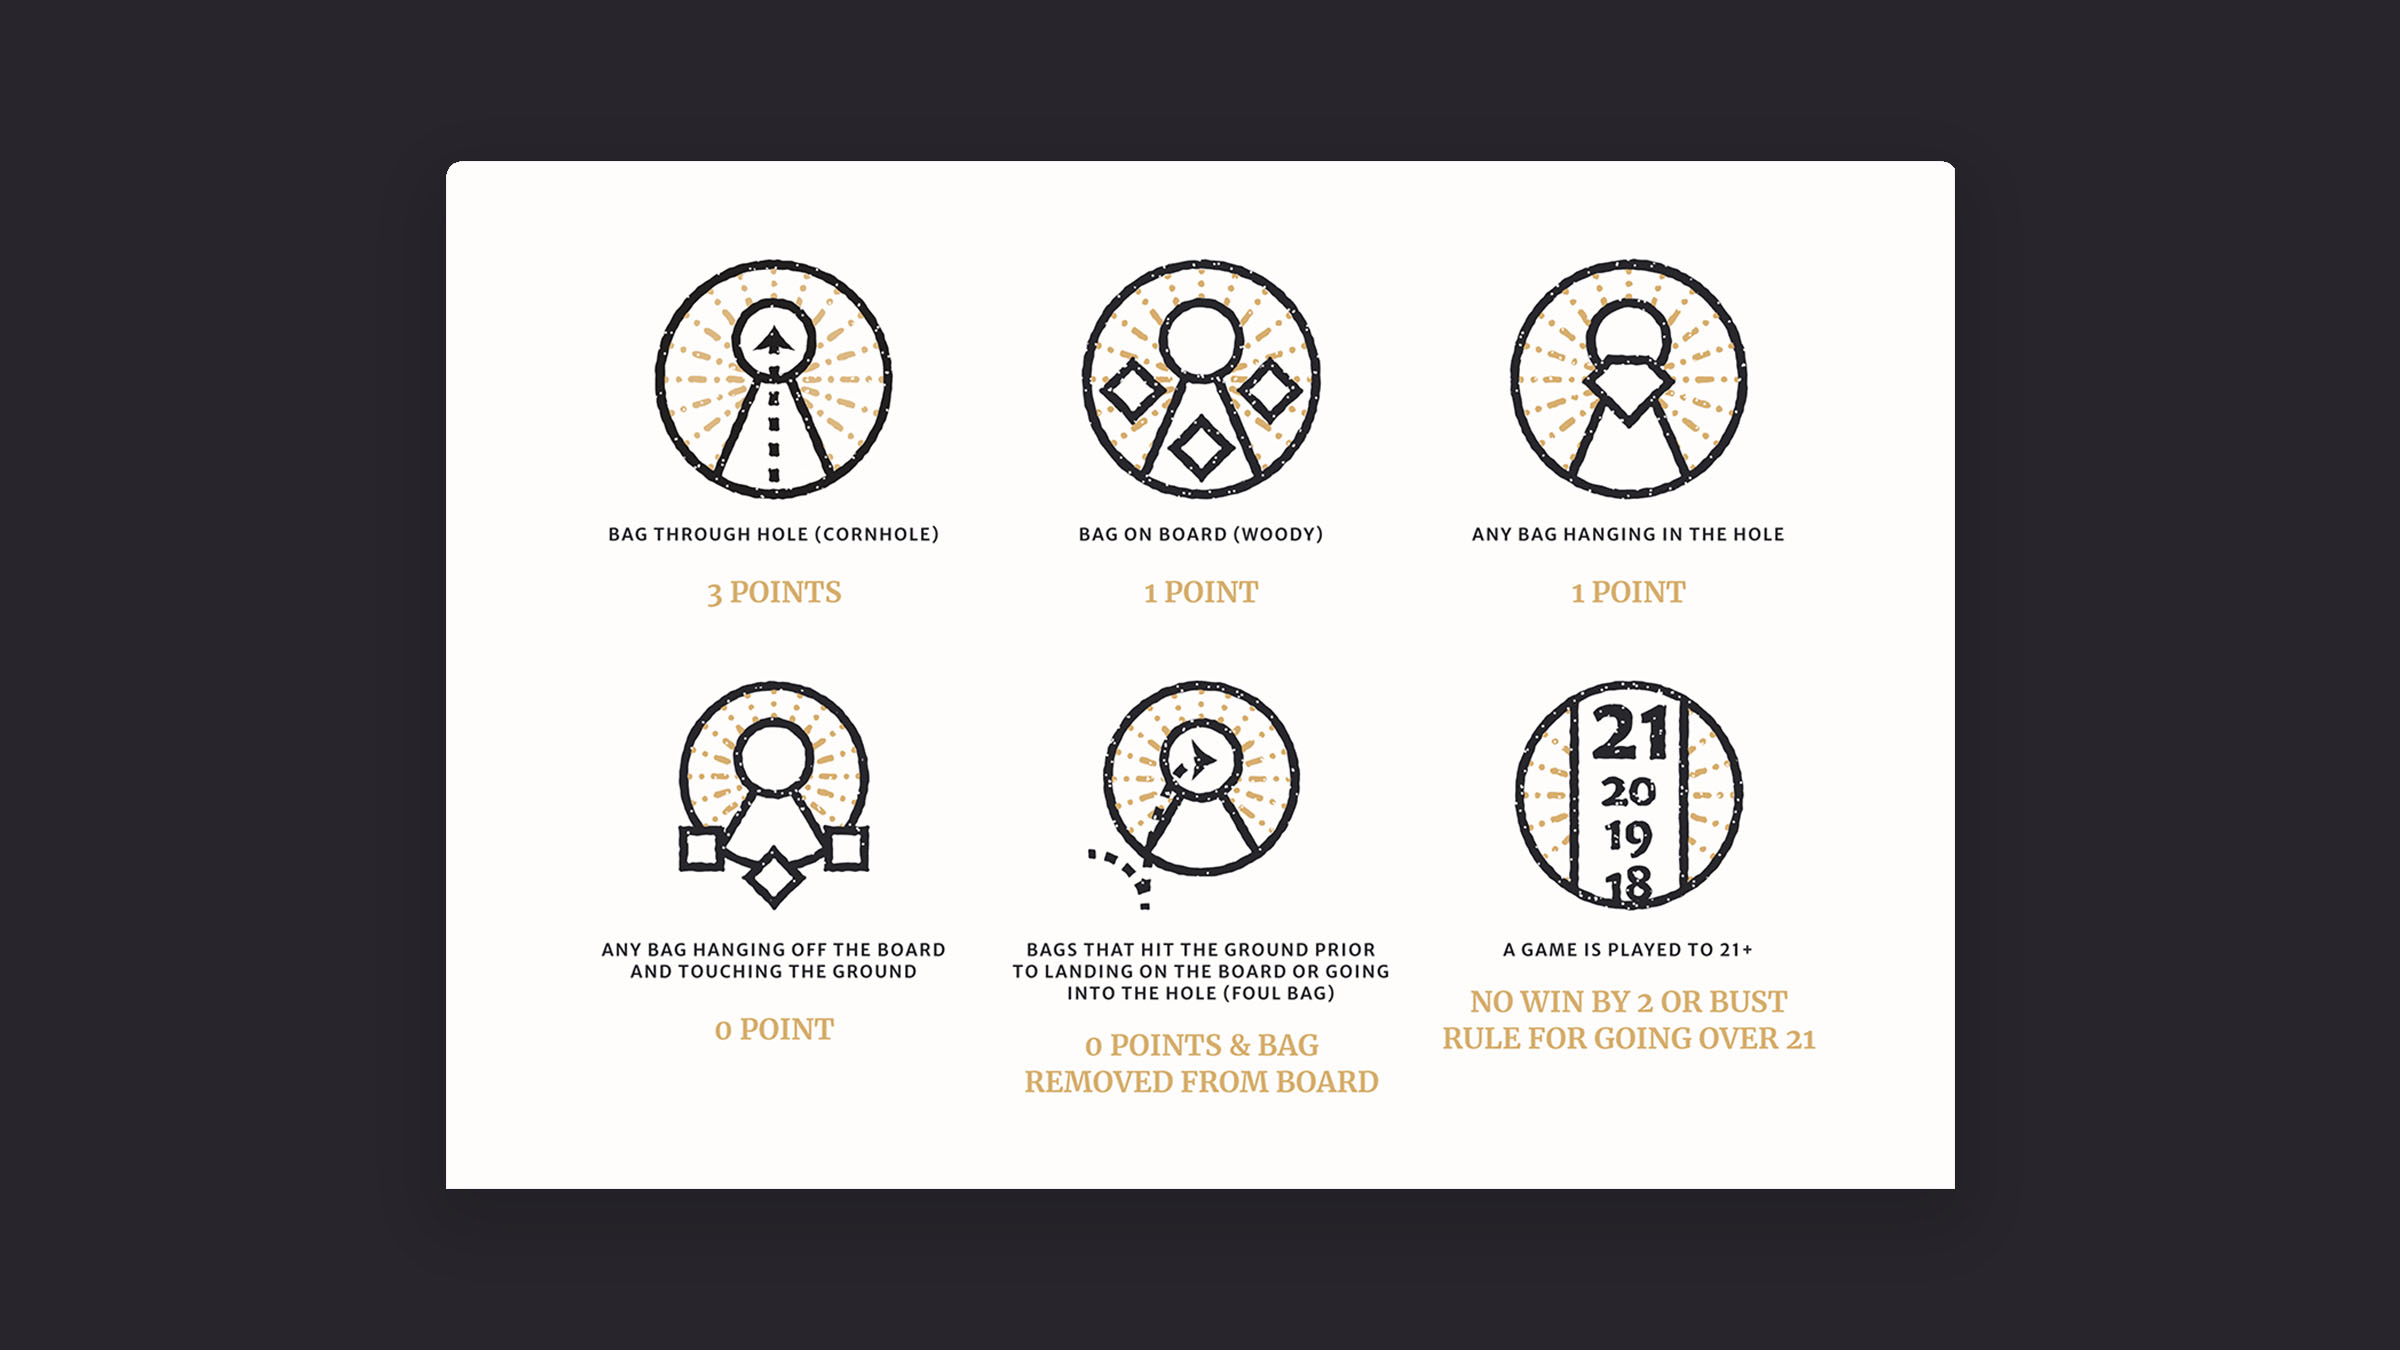 BAG THROUGH HOLE (CORNHOLE)
3 POINTS
BAG ON BOARD (WOODY)
1 POINT
ANY BAG HANGING IN THE HOLE
1 POINT
ANY BAG HANGING OFF THE BOARD
AND TOUCHING THE GROUND
0 POINT
BAGS THAT HIT THE GROUND PRIOR
TO LANDING ON THE BOARD OR GOING
INTO THE HOLE (FOUL BAG)
0 POINTS & BAG
REMOVED FROM BOARD
21
20
19
18
A GAME IS PLAYED TO 21+
NO WIN BY 2 OR BUST
RULE FOR GOING OVER 21